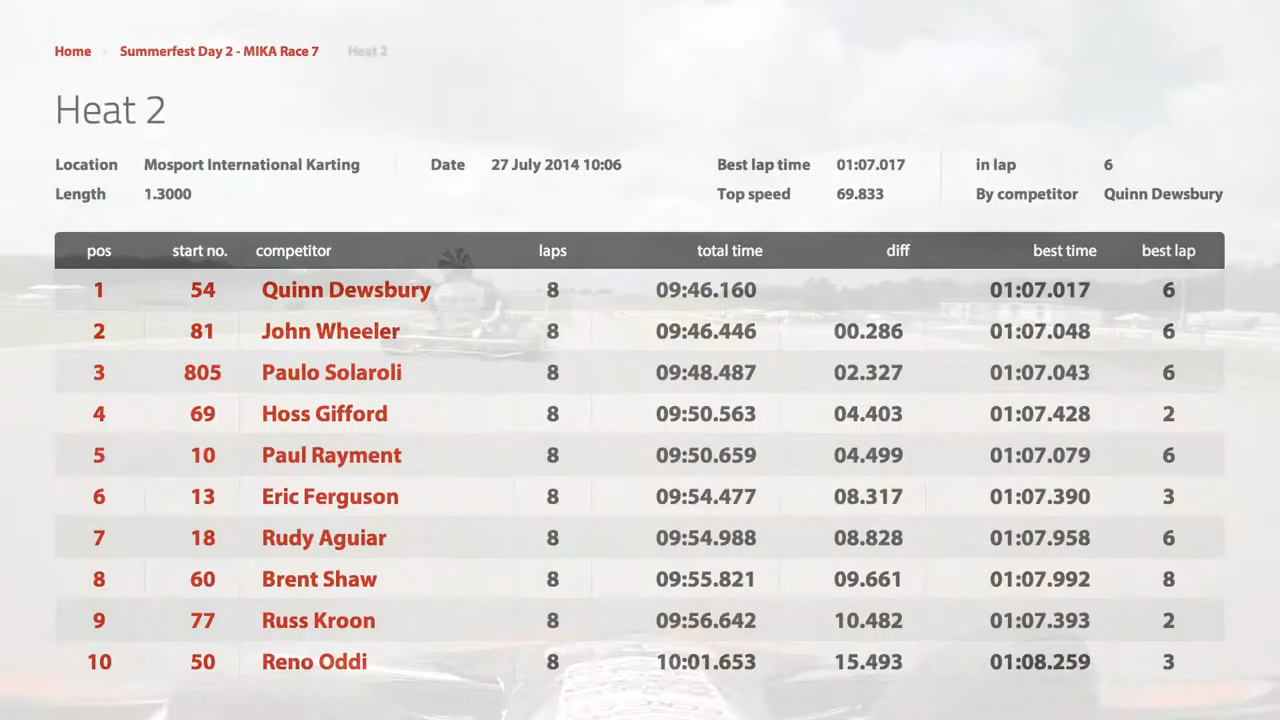 Home › Summerfest Day 2 - MIKA Race 7 Heat 2
Heat 2
Location Mosport International Karting Date 27 July 2014 10:06 Best lap time 01:07.017 in lap 6
Length 1.3000 Top speed 69.833 By competitor Quinn Dewsbury
pos start no. competitor laps total time diff best time best lap
1 54 Quinn Dewsbury 8 09:46.160 01:07.017 6
2 81 John Wheeler 8 09:46.446 00.286 01:07.048 6
3 805 Paulo Solaroli 8 09:48.487 02.327 01:07.043 6
4 69 Hoss Gifford 8 09:50.563 04.403 01:07.428 2
5 10 Paul Rayment 8 09:50.659 04.499 01:07.079 6
6 13 Eric Ferguson 8 09:54.477 08.317 01:07.390 3
7 18 Rudy Aguiar 8 09:54.988 08.828 01:07.958 6
8 60 Brent Shaw 8 09:55.821 09.661 01:07.992 8
9 77 Russ Kroon 8 09:56.642 10.482 01:07.393 2
10 50 Reno Oddi 8 10:01.653 15.493 01:08.259 3